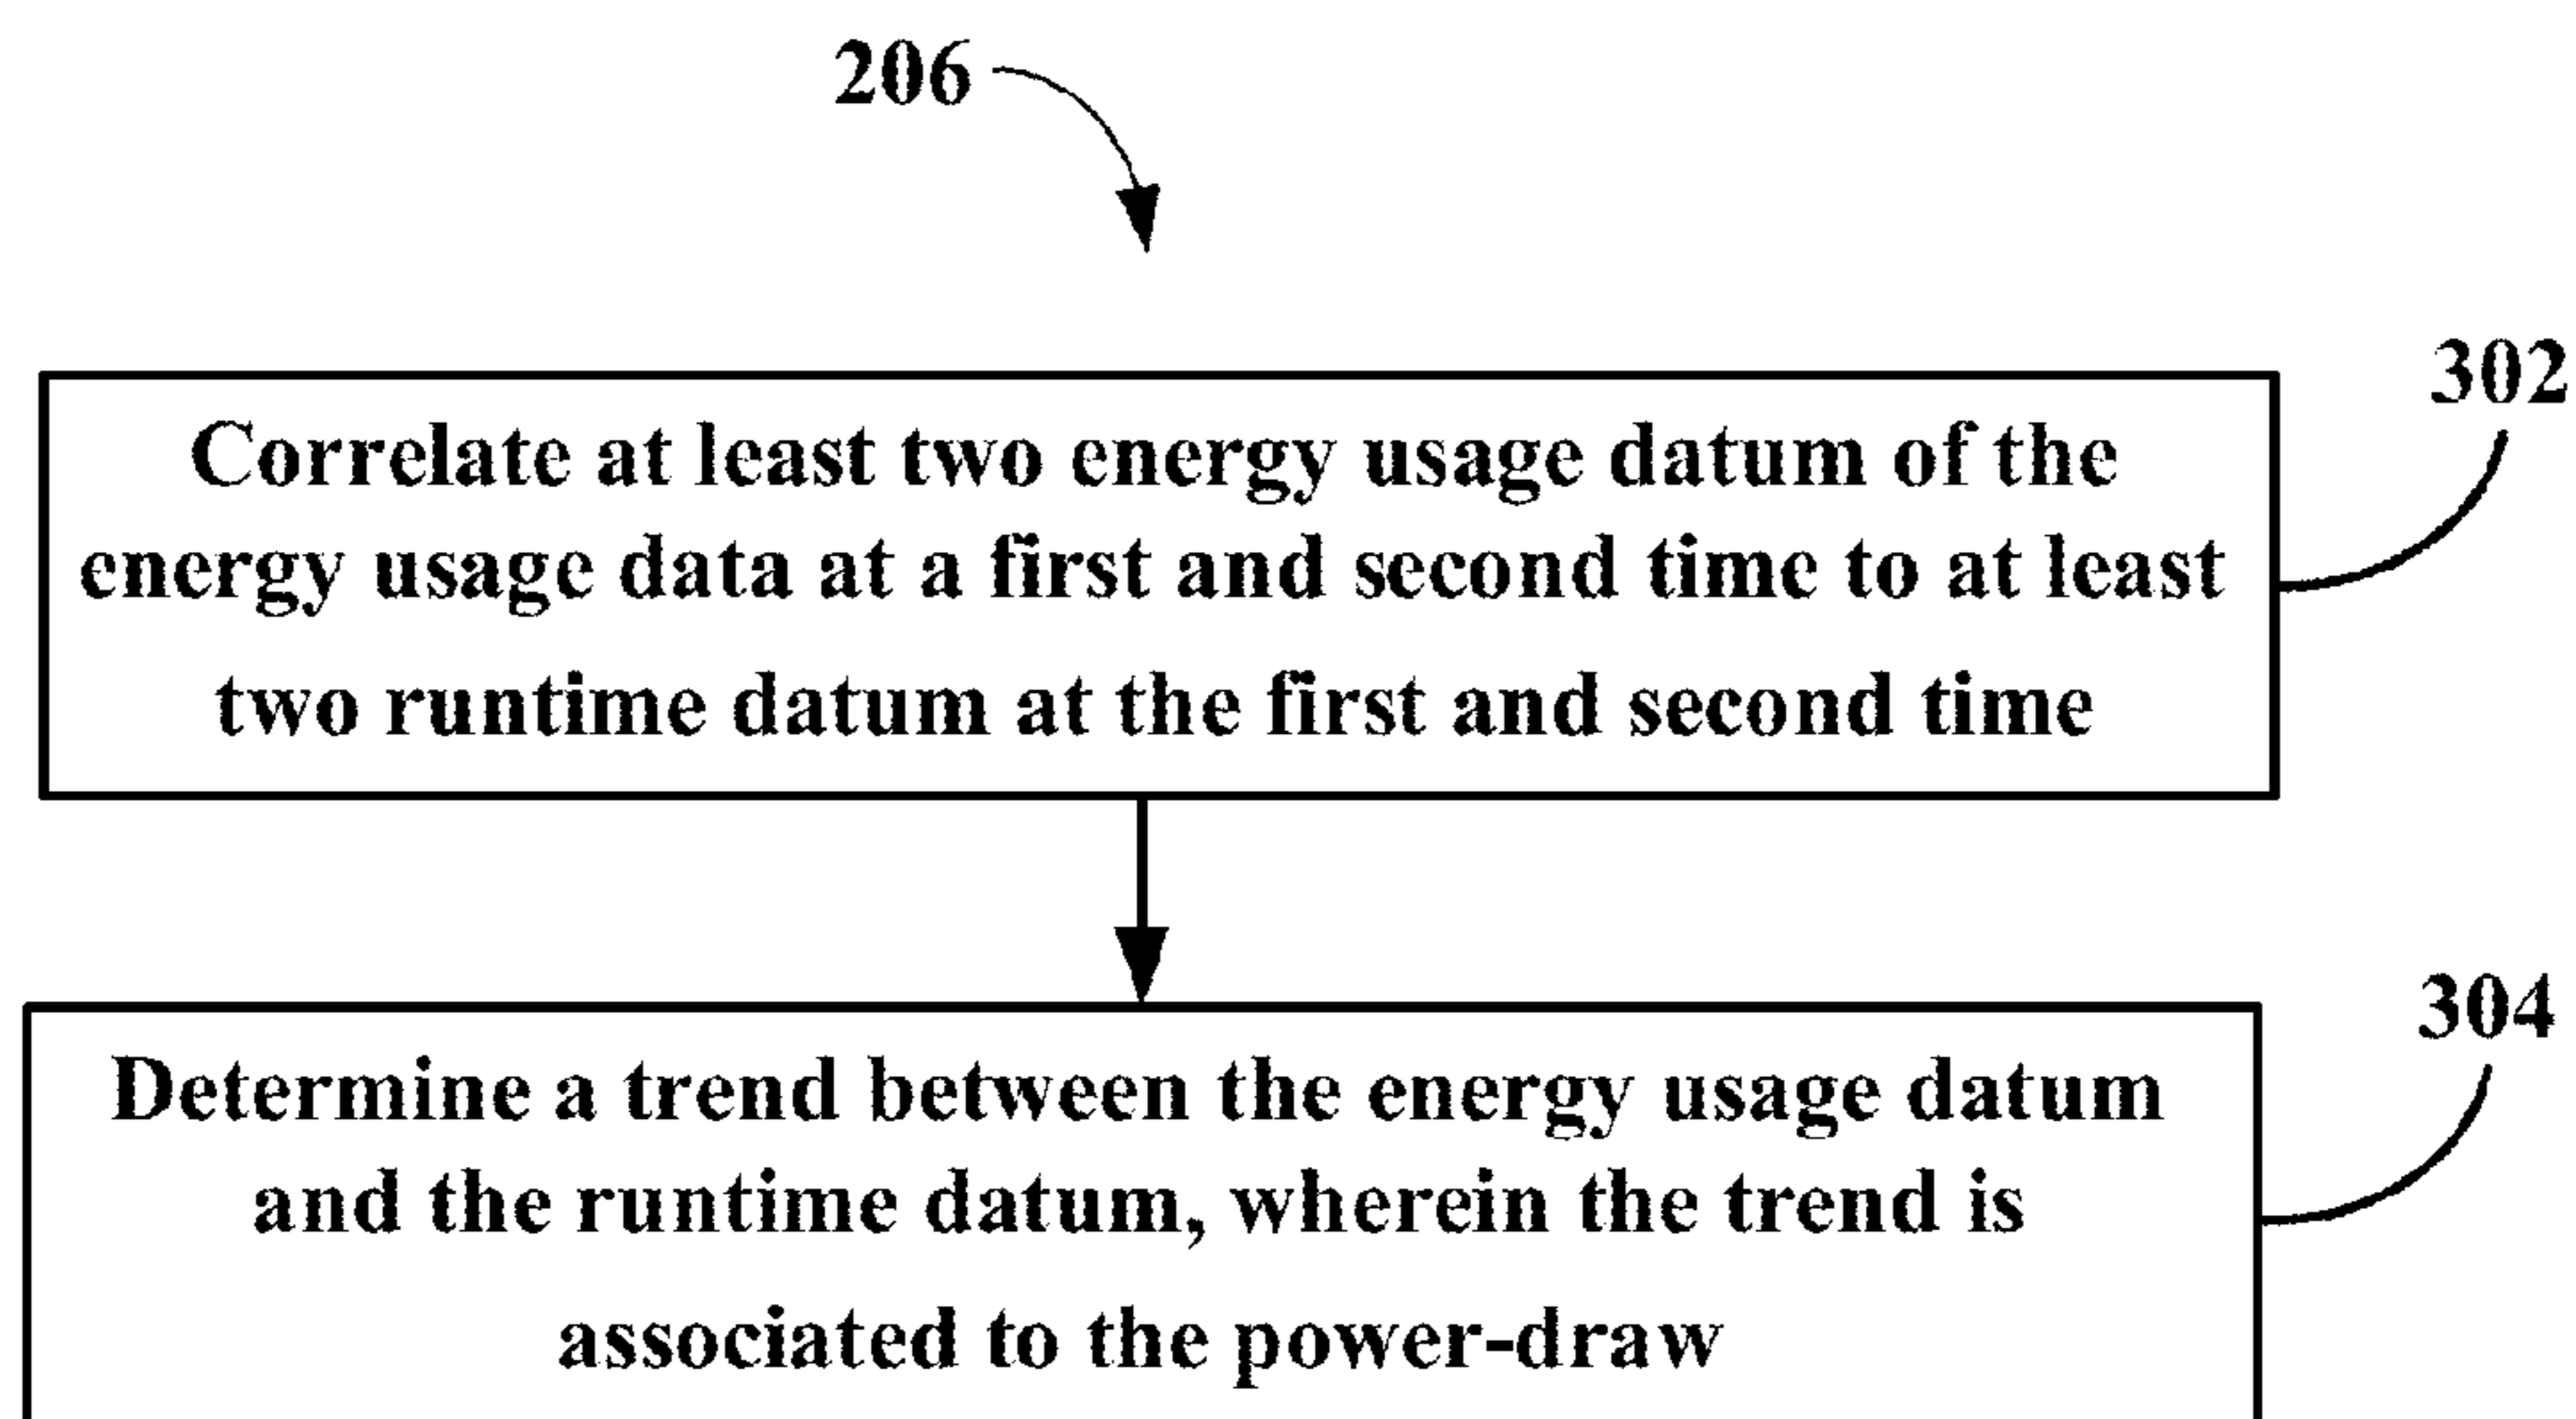 206
302
Correlate at least two energy usage datum of the
energy usage data at a first and second time to at least
two runtime datum at the first and second time
304
Determine a trend between the energy usage datum
and the runtime datum, wherein the trend is
associated to the power-draw